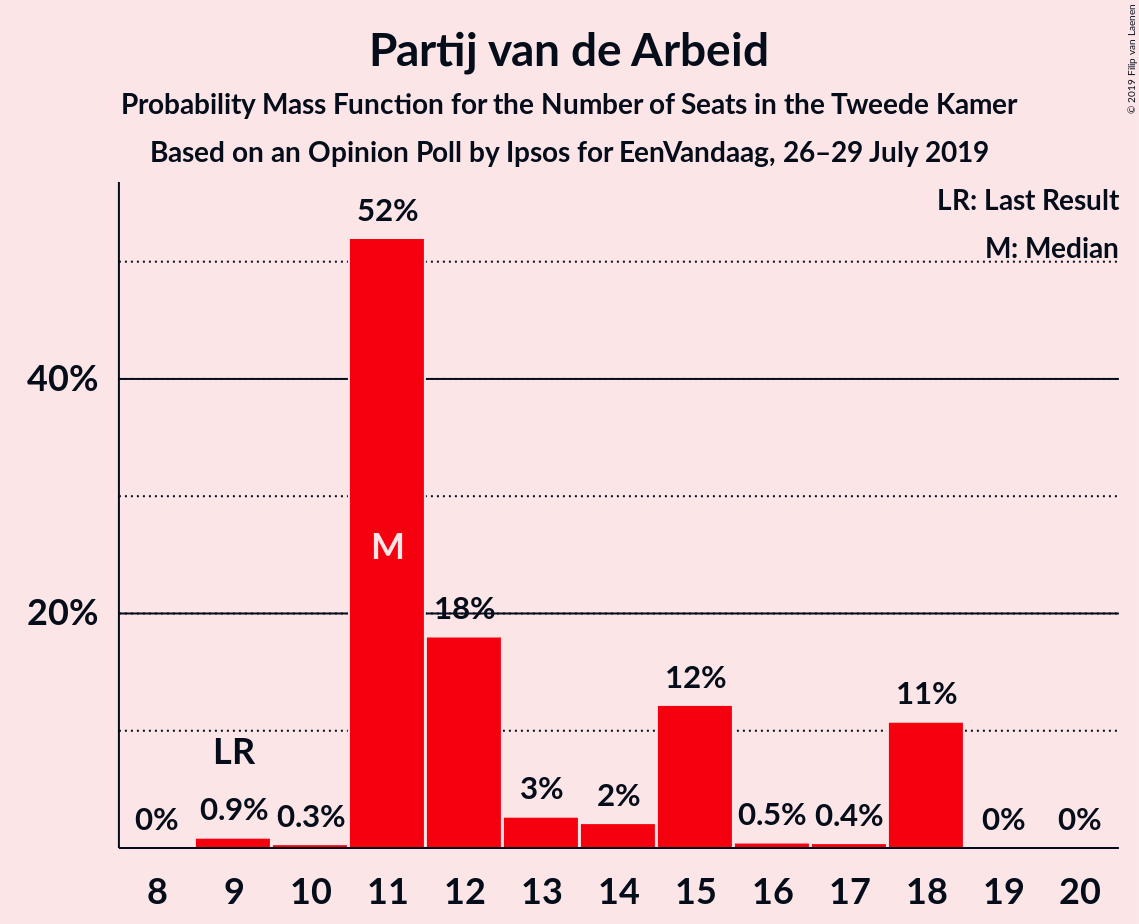 Partij van de Arbeid
Probability Mass Function for the Number of Seats in the Tweede Kamer
Based on an Opinion Poll by Ipsos for EenVandaag, 26–29 July 2019
© 2019 Filip van Laenen
LR: Last Result
M: Median
52%
40%
M
20%
18%
12%
11%
LR
3%
2%
0%
0.9%
0.3%
0.5%
0.4%
0%
0%
8 9 10 11 12 13 14 15 16 17 18 19 20